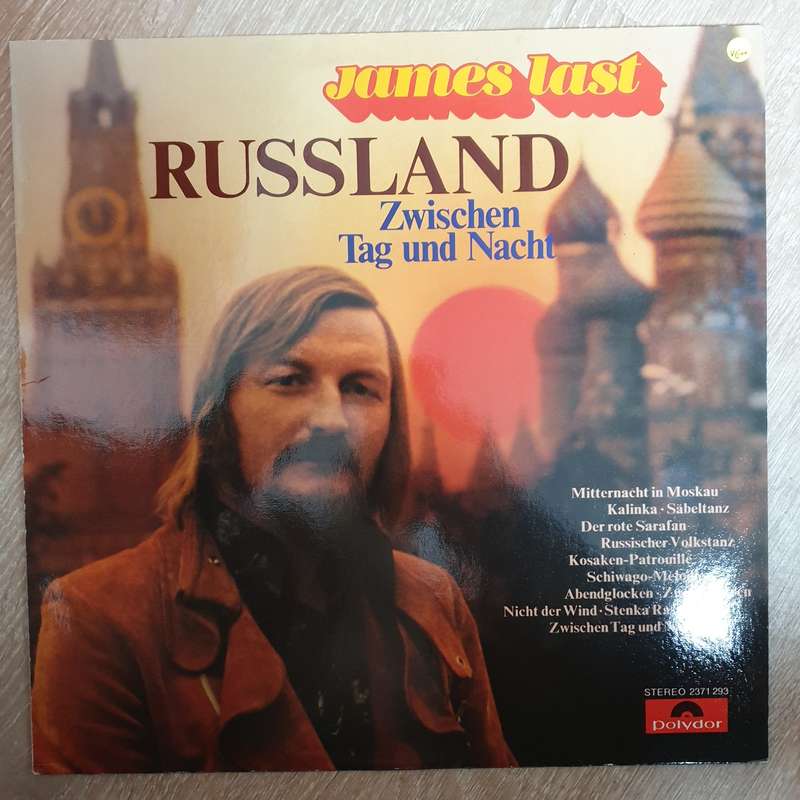 james last
RUSSLAND
Zwischen
Tag und Nacht
Mitternacht in Moskau
Kalinka · Säbeltanz
Der rote Sarafan
Russischer Volkstanz
Kosaken-Patrouille
Abendglocken
Nicht der Wind · Stenka
Zwischen Tag und
STEREO 2371 293
Polydor